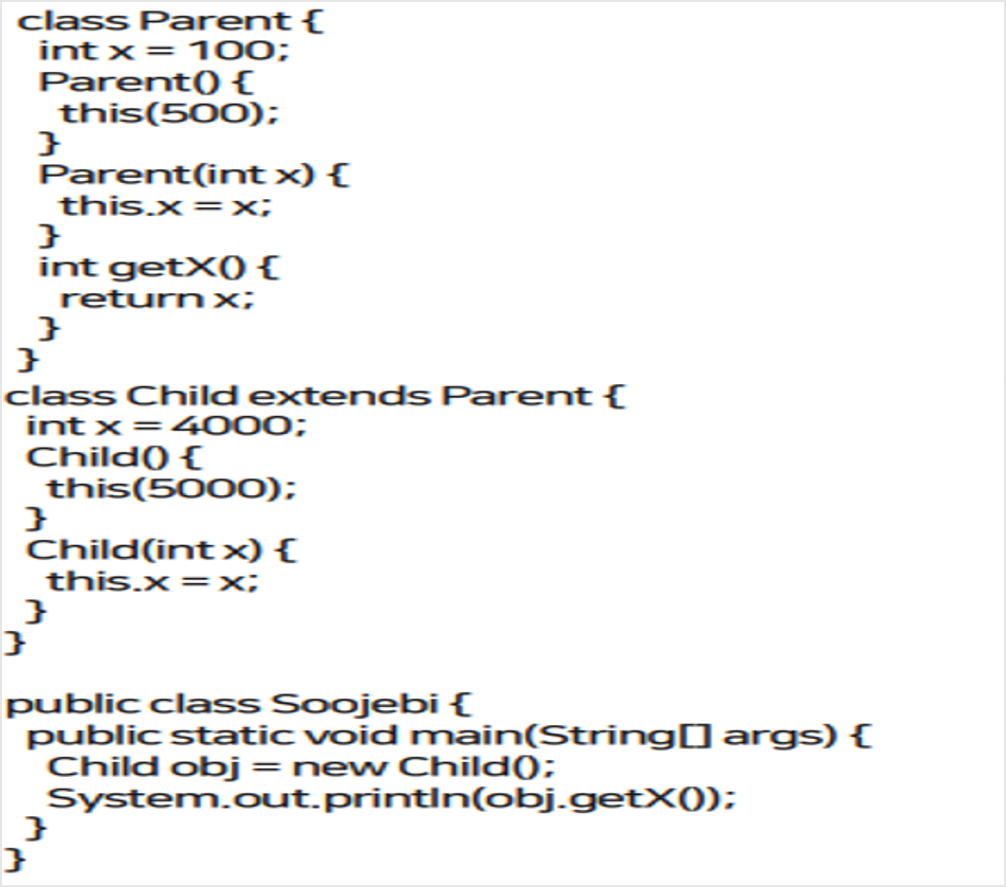 class Parent {
int x = 100;
Parent() {
this(500);
}
Parent(int x) {
this.x = x;
}
int getX() {
return x;
}
}
class Child extends Parent {
int x = 4000;
Child() {
this(5000);
}
Child(int x) {
this.x = x;
}
}
public class Soojebi {
public static void main(String[] args) {
Child obj = new Child();
System.out.println(obj.getX());
}
}